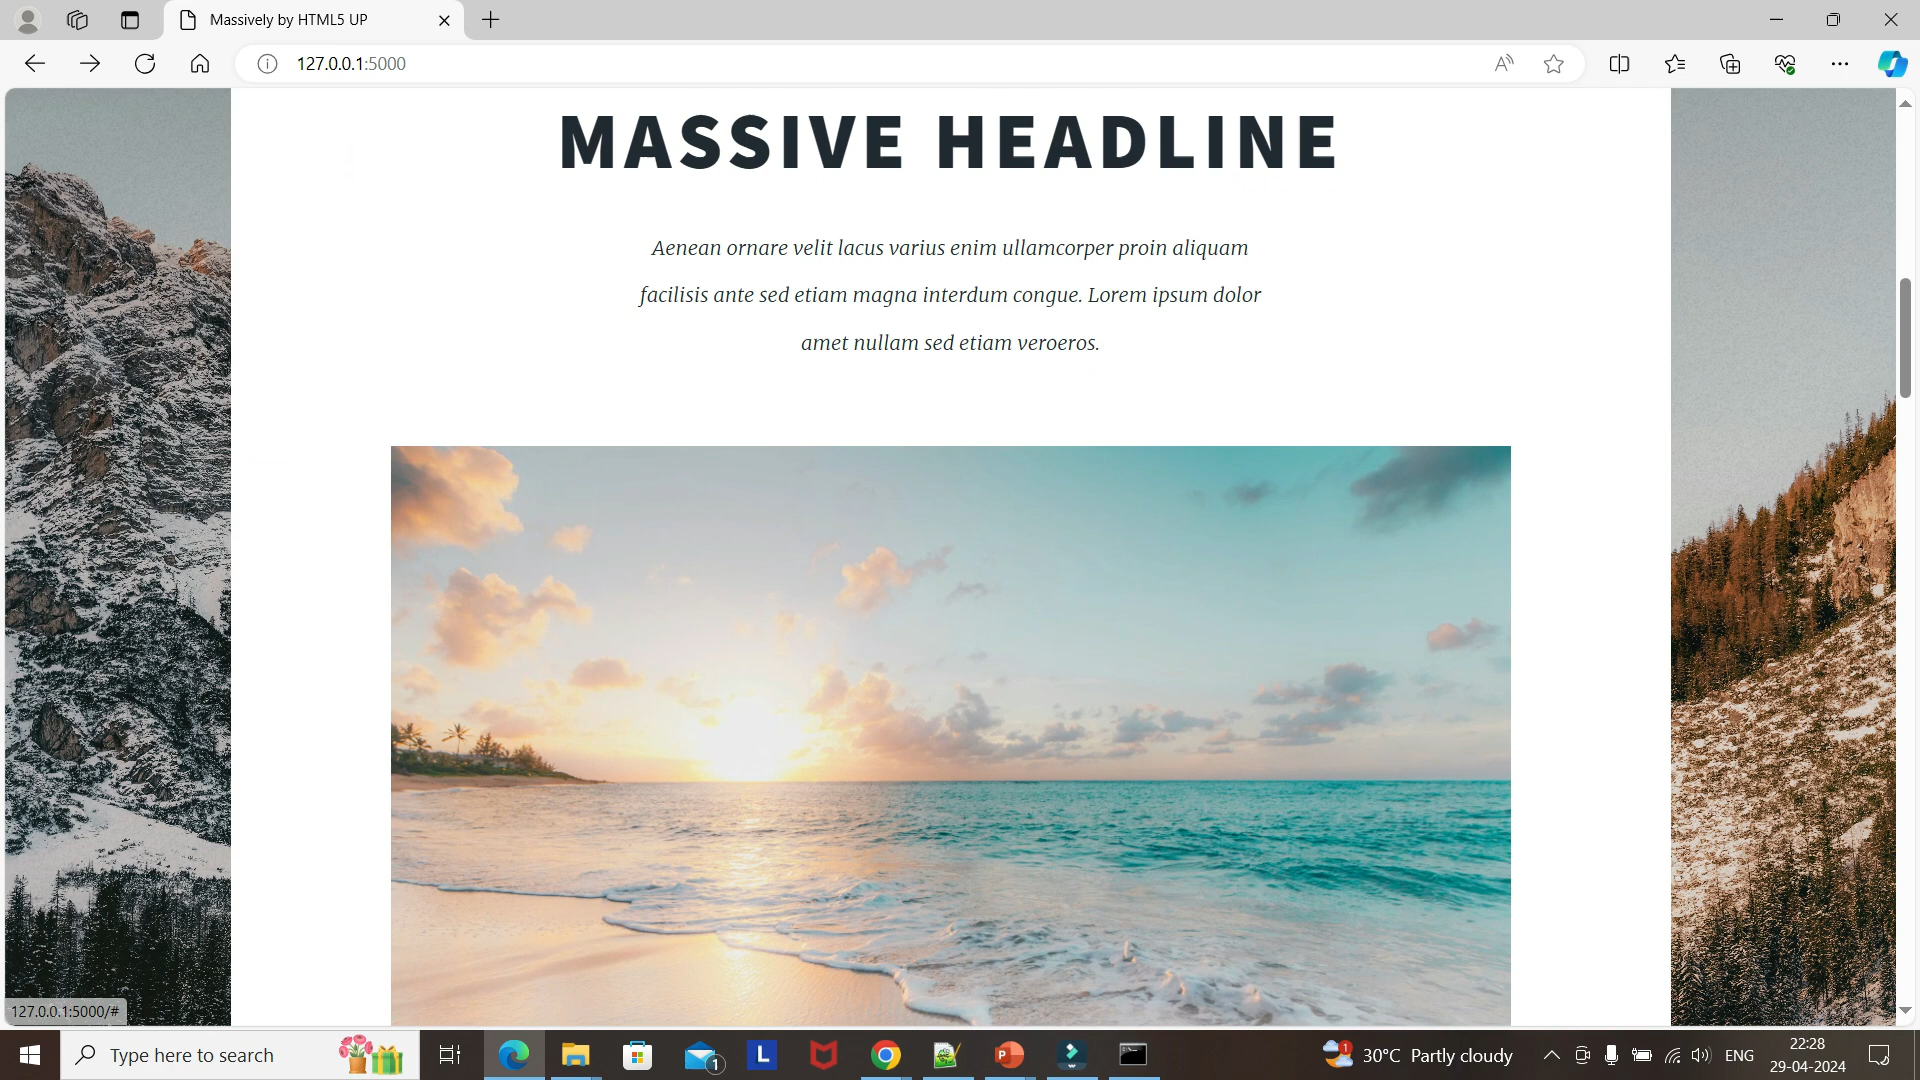 Massively by HTML5 UP
127.0.0.1:5000
MASSIVE HEADLINE
Aenean ornare velit lacus varius enim ullamcorper proin aliquam
facilisis ante sed etiam magna interdum congue. Lorem ipsum dolor
amet nullam sed etiam veroeros.
127.0.0.1:5000/#
Type here to search
1
L
1
30°C Partly cloudy
ENG
22:28
29-04-2024